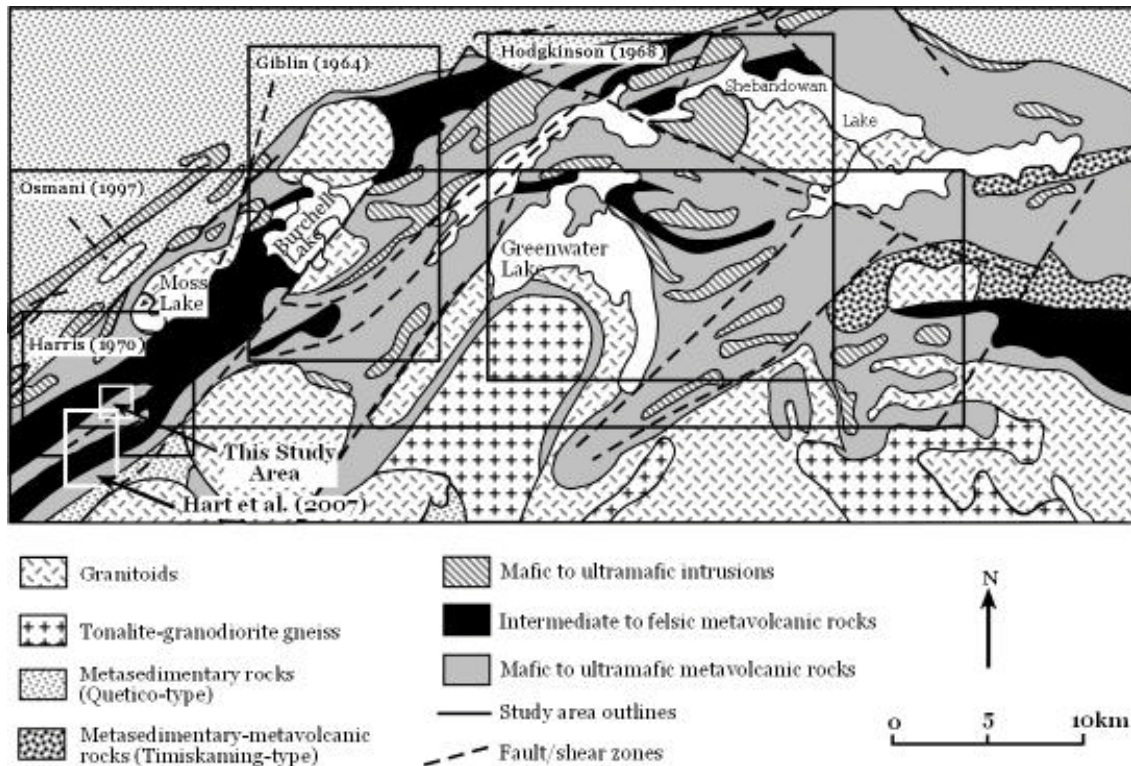 Giblin (1964)
Hodgkinson (1968)
Shebandowan
Lake
Osmani (1997)
Burchell
Lake
Greenwater
Lake
Moss
Lake
Harris (1970)
This Study
Area
Hart et al. (2007)
Granitoids
Tonalite-granodiorite gneiss
Metasedimentary rocks
(Quetico-type)
Metasedimentary-metavolcanic
rocks (Timiskaming-type)
Mafic to ultramafic intrusions
Intermediate to felsic metavolcanic rocks
Mafic to ultramafic metavolcanic rocks
Study area outlines
Fault/shear zones
N
0 5 10km